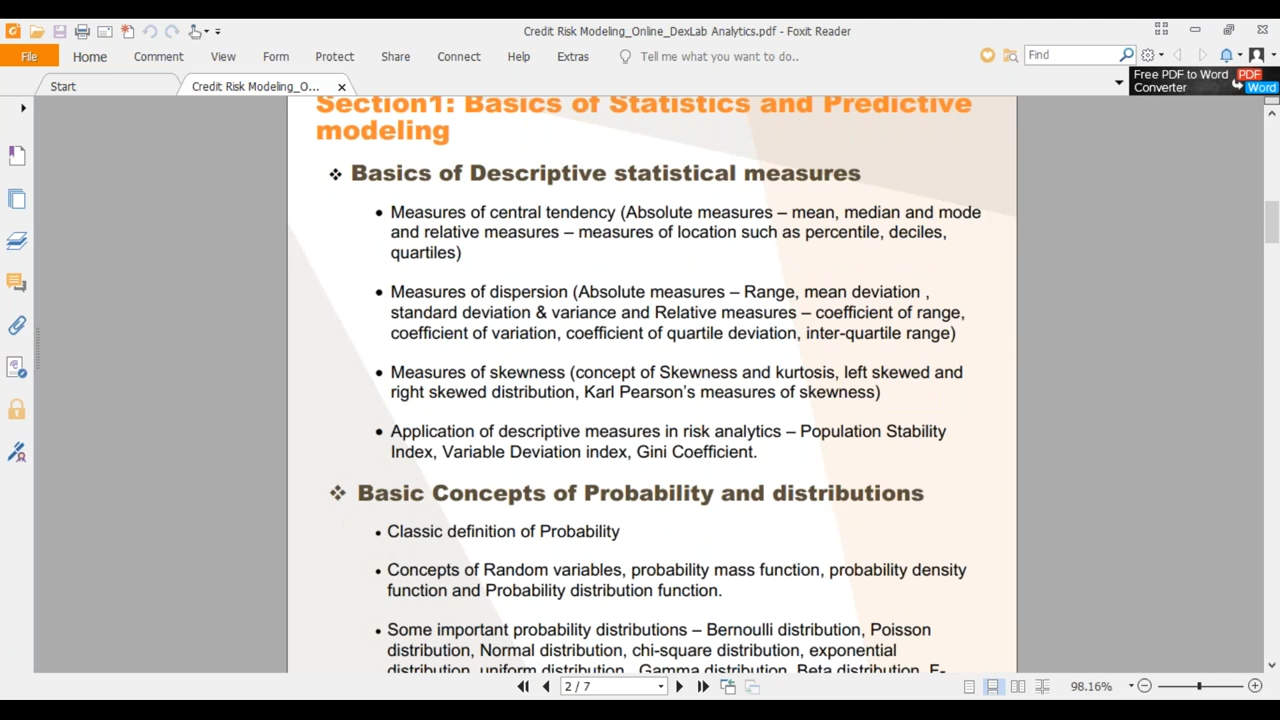 Credit Risk Modeling_Online_DexLab Analytics.pdf - Foxit Reader
File Home Comment View Form Protect Share Connect Help Extras Tell me what you want to do.. Find
Start Credit Risk Modeling_O... Free PDF to Word Converter PDF Word
Section1: Basics of Statistics and Predictive
modeling
❖ Basics of Descriptive statistical measures
• Measures of central tendency (Absolute measures – mean, median and mode
and relative measures – measures of location such as percentile, deciles,
quartiles)
• Measures of dispersion (Absolute measures – Range, mean deviation ,
standard deviation & variance and Relative measures – coefficient of range,
coefficient of variation, coefficient of quartile deviation, inter-quartile range)
• Measures of skewness (concept of Skewness and kurtosis, left skewed and
right skewed distribution, Karl Pearson's measures of skewness)
• Application of descriptive measures in risk analytics – Population Stability
Index, Variable Deviation index, Gini Coefficient.
❖ Basic Concepts of Probability and distributions
• Classic definition of Probability
• Concepts of Random variables, probability mass function, probability density
function and Probability distribution function.
• Some important probability distributions – Bernoulli distribution, Poisson
distribution, Normal distribution, chi-square distribution, exponential
distribution, uniform distribution, Gamma distribution, Beta distribution, F-
2 / 7 98.16%